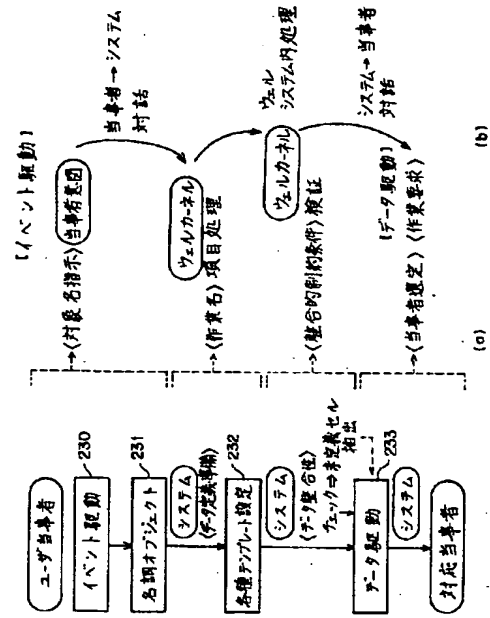 ユーザ当事者
イベント駆動
230
名詞オブジェクト
231
システム
〈データ定義準備〉
各種テンプレート設定
232
システム
〈データ整合性〉
チェック⇒未定義セル
抽出
データ駆動
233
システム
対応当事者
(a)
[イベント駆動]
〈対象名指示〉
当事者意図
当事者→システム
対話
ウェルカーネル
〈作業名〉項目処理
ウェルカーネル
ウェル
システム内処理
〈整合的制約条件〉検証
システム→当事者
対話
[データ駆動]
〈当事者選定〉〈作業要求〉
(b)